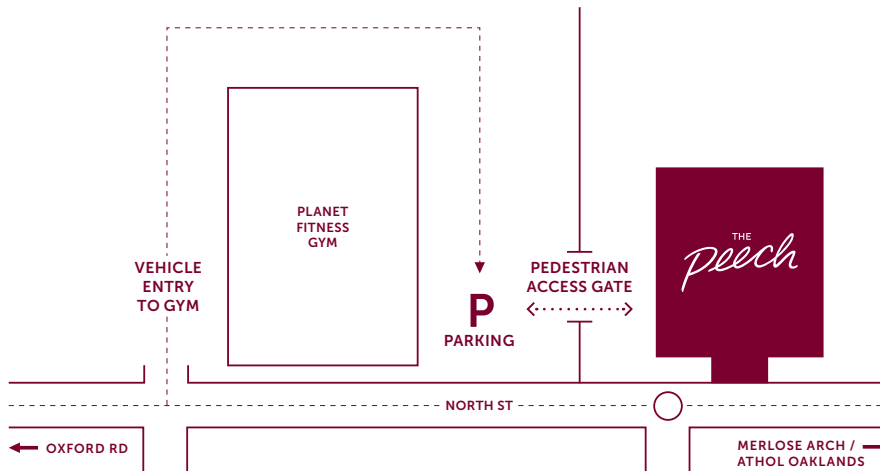 PLANET
FITNESS
GYM
THE
Peech
VEHICLE
ENTRY
TO GYM
PEDESTRIAN
ACCESS GATE
P
PARKING
NORTH ST
OXFORD RD
MERLOSE ARCH /
ATHOL OAKLANDS